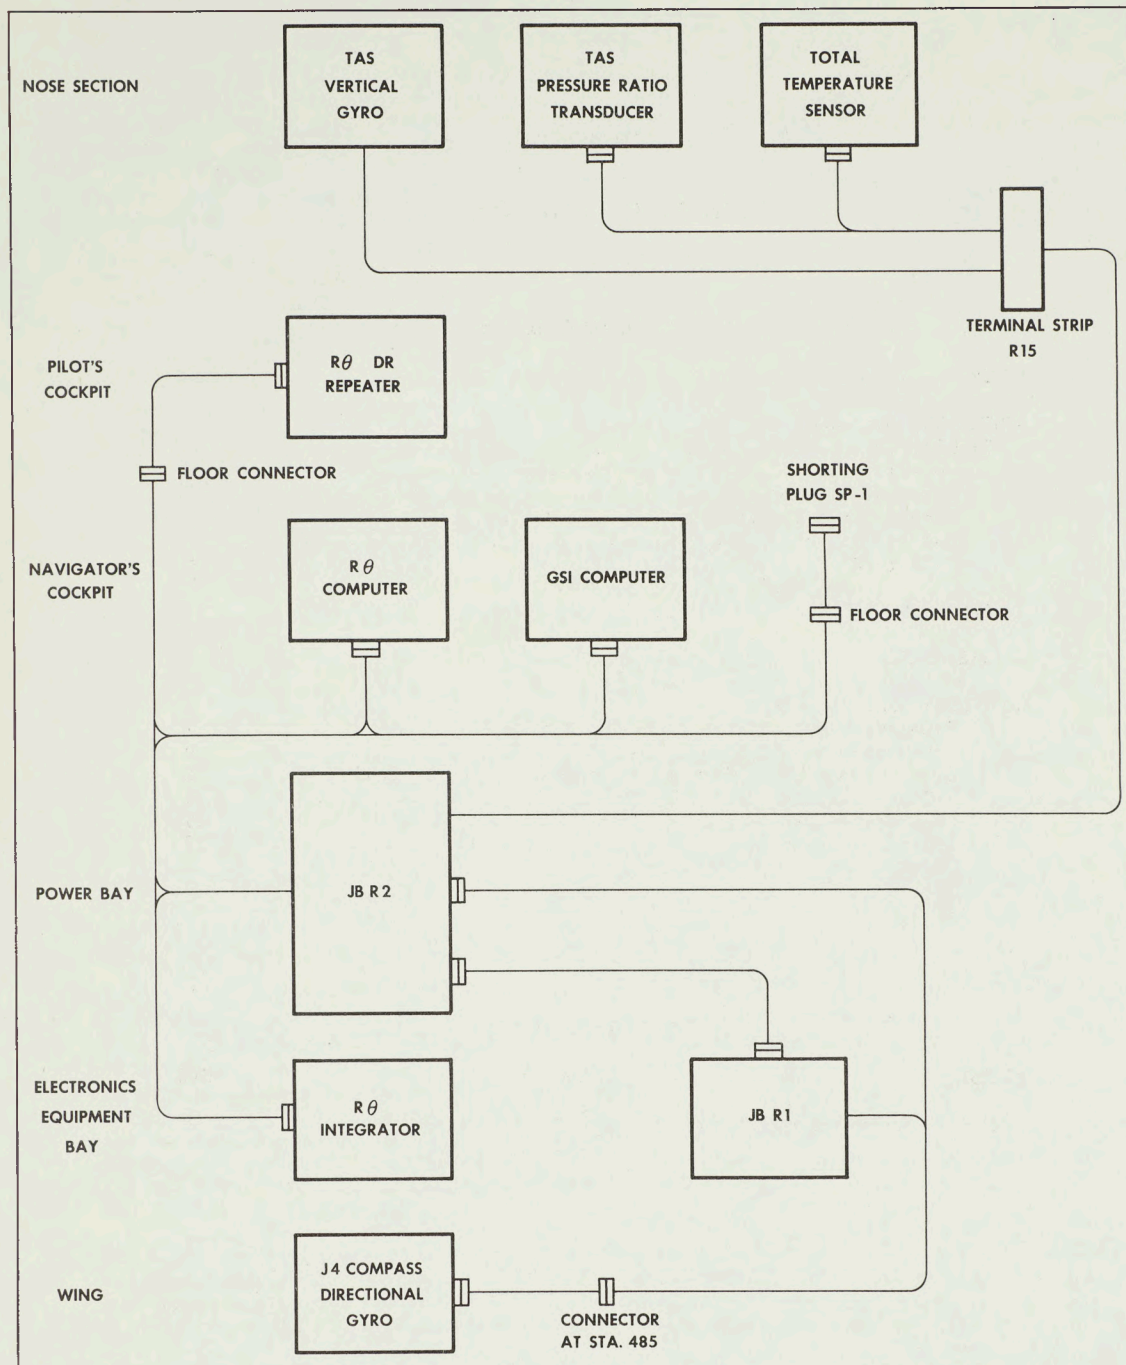 NOSE SECTION
TAS
VERTICAL
GYRO
TAS
PRESSURE RATIO
TRANSDUCER
TOTAL
TEMPERATURE
SENSOR
TERMINAL STRIP
R15
PILOT'S
COCKPIT
Rθ DR
REPEATER
FLOOR CONNECTOR
SHORTING
PLUG SP-1
NAVIGATOR'S
COCKPIT
Rθ
COMPUTER
GSI COMPUTER
FLOOR CONNECTOR
POWER BAY
JB R2
ELECTRONICS
EQUIPMENT
BAY
Rθ
INTEGRATOR
JB R1
WING
J4 COMPASS
DIRECTIONAL
GYRO
CONNECTOR
AT STA. 485